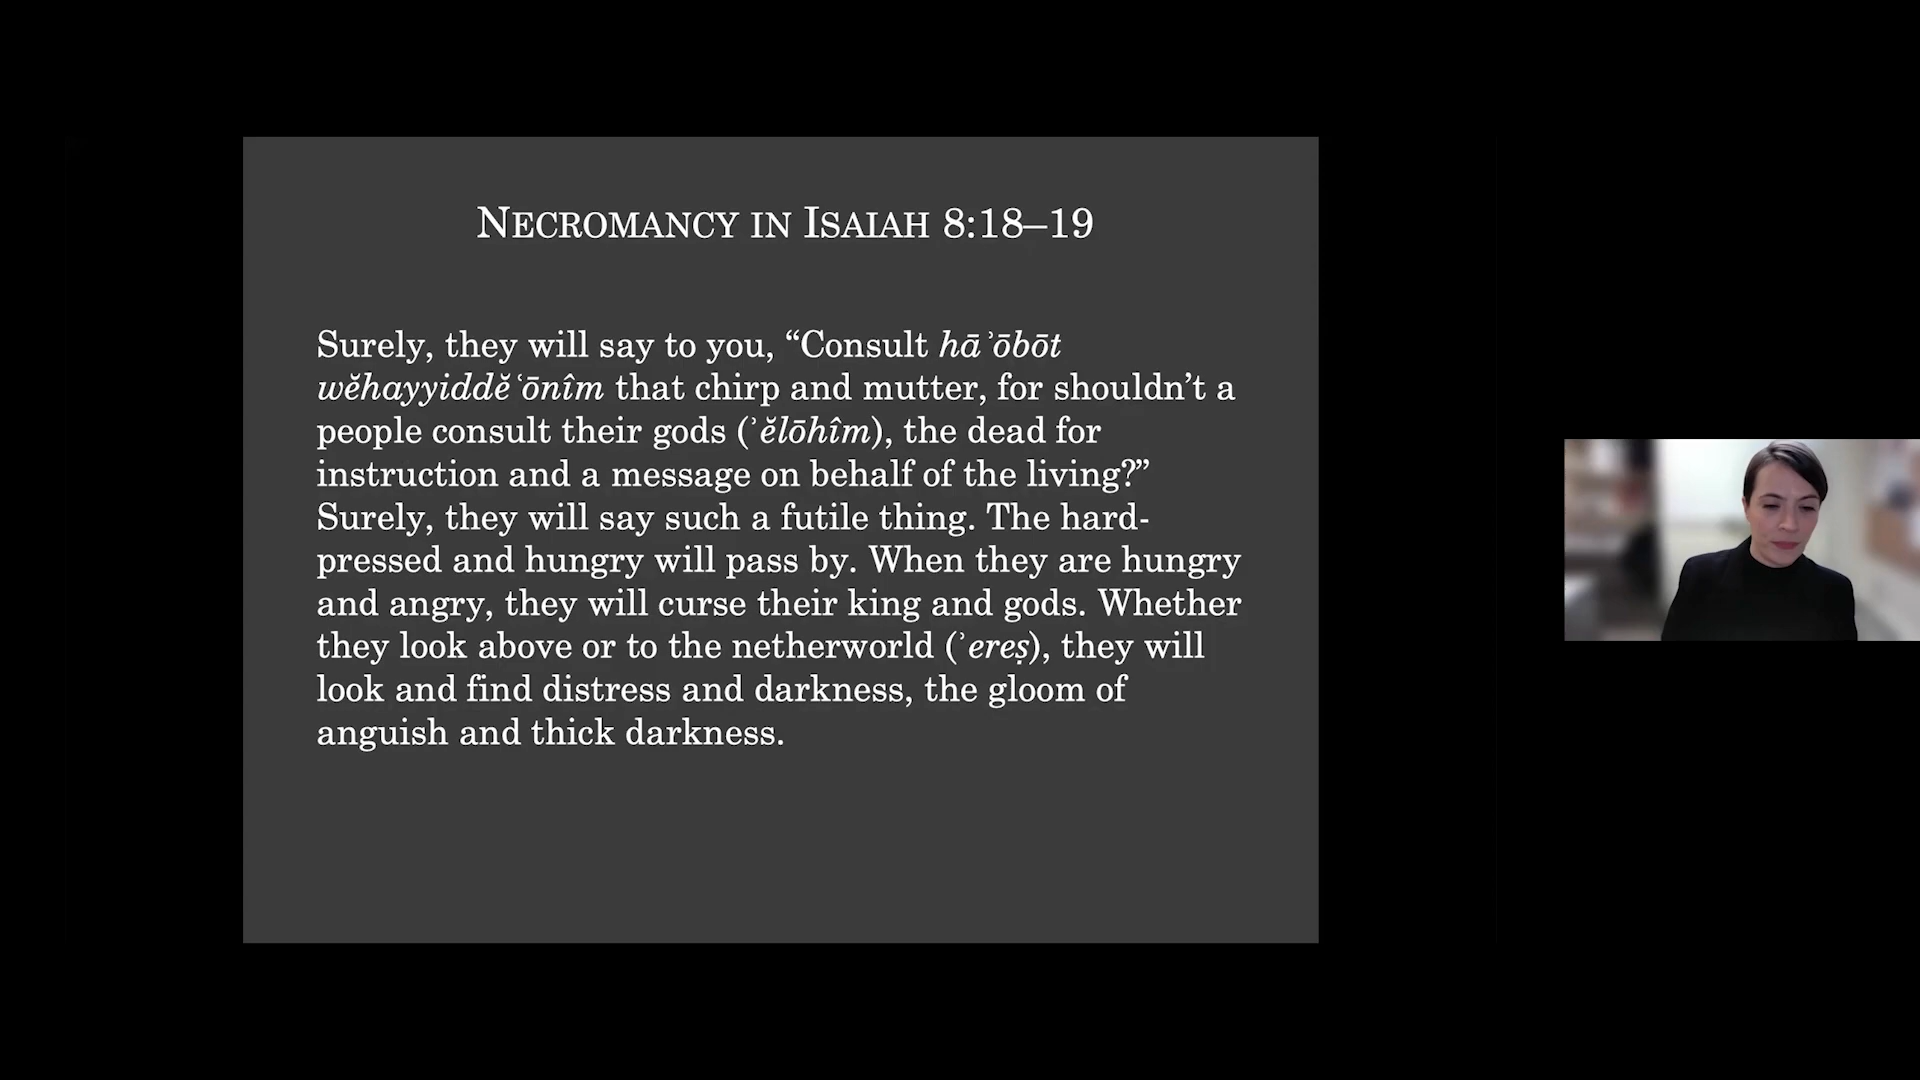 NECROMANCY IN ISAIAH 8:18–19
Surely, they will say to you, “Consult hāʾōbōt
wĕhayyiddĕʿōnîm that chirp and mutter, for shouldn’t a
people consult their gods (ʾĕlōhîm), the dead for
instruction and a message on behalf of the living?”
Surely, they will say such a futile thing. The hard-
pressed and hungry will pass by. When they are hungry
and angry, they will curse their king and gods. Whether
they look above or to the netherworld (ʾereṣ), they will
look and find distress and darkness, the gloom of
anguish and thick darkness.